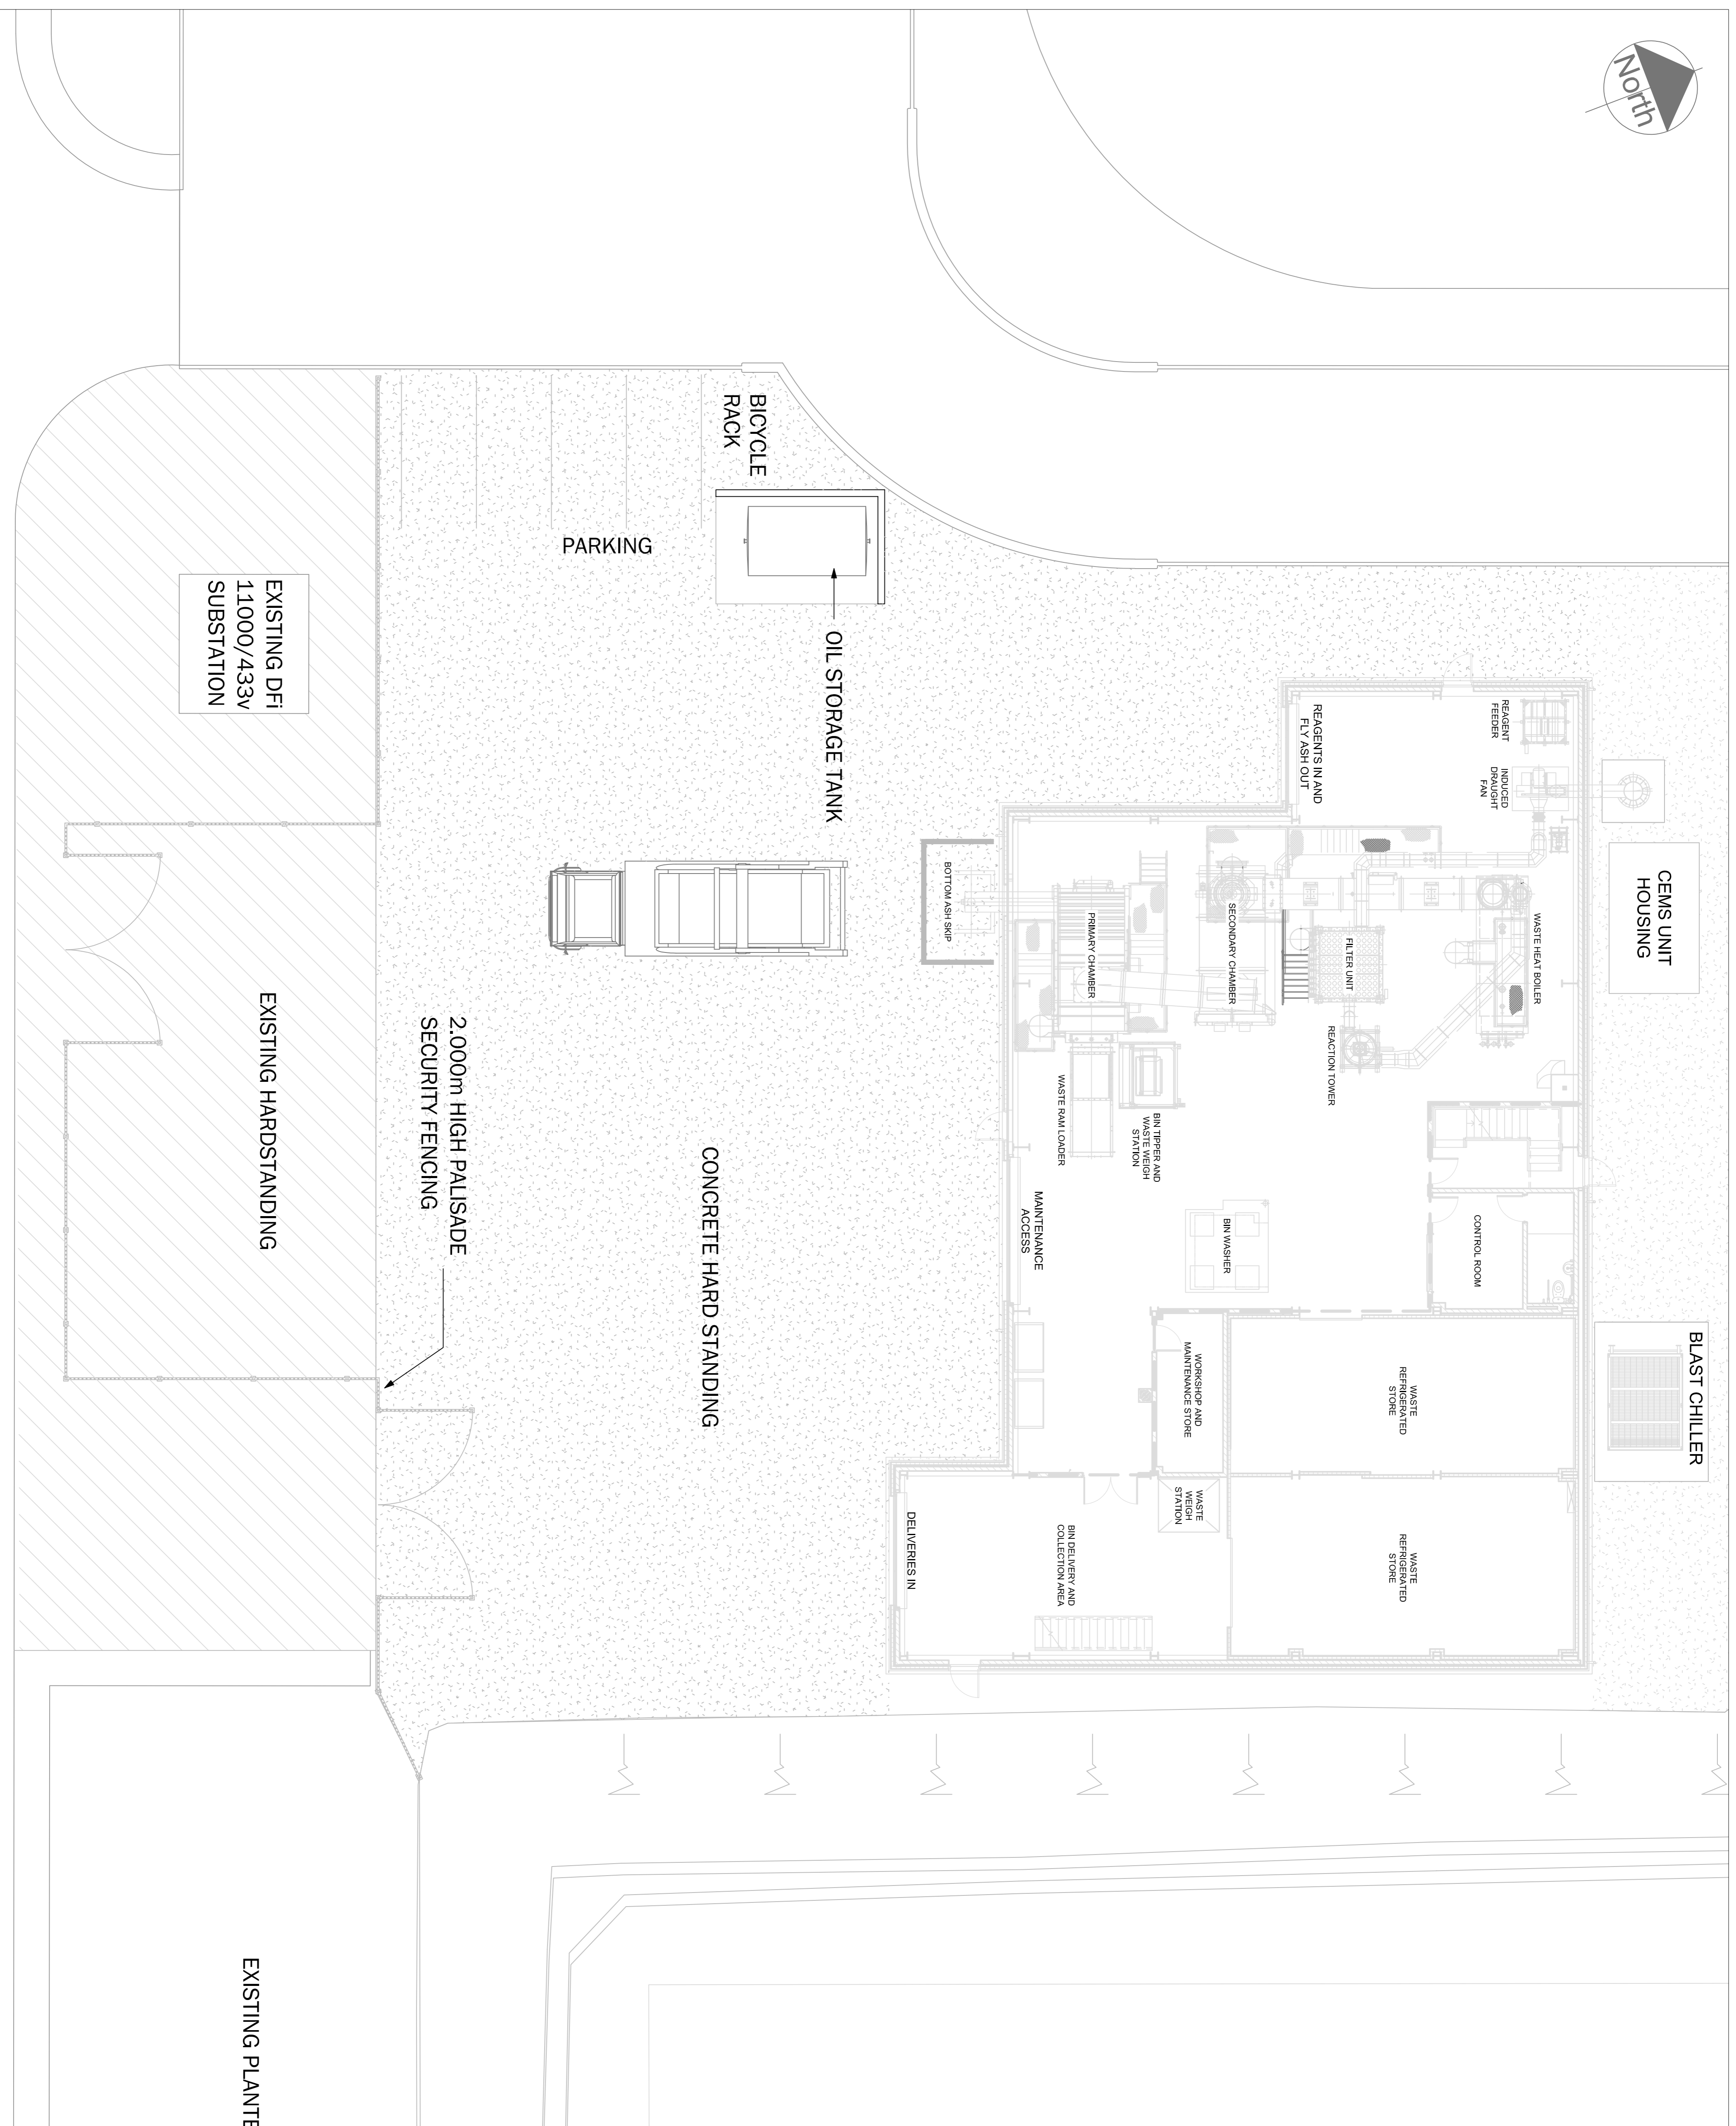 North
BICYCLE
RACK
PARKING
OIL STORAGE TANK
EXISTING DFi
11000/433v
SUBSTATION
EXISTING HARDSTANDING
2.000m HIGH PALISADE
SECURITY FENCING
CONCRETE HARD STANDING
REAGENT
FEEDER
INDUCED
DRAUGHT
FAN
REAGENTS IN AND
FLY ASH OUT
CEMS UNIT
HOUSING
BOTTOM ASH SKIP
PRIMARY CHAMBER
SECONDARY CHAMBER
FILTER UNIT
WASTE HEAT BOILER
REACTION TOWER
WASTE RAM LOADER
BIN TIPPER AND
WASTE WEIGH
STATION
MAINTENANCE
ACCESS
BIN WASHER
CONTROL ROOM
BLAST CHILLER
WORKSHOP AND
MAINTENANCE STORE
WASTE
REFRIGERATED
STORE
WASTE
WEIGH
STATION
WASTE
REFRIGERATED
STORE
DELIVERIES IN
BIN DELIVERY AND
COLLECTION AREA
EXISTING PLANTE